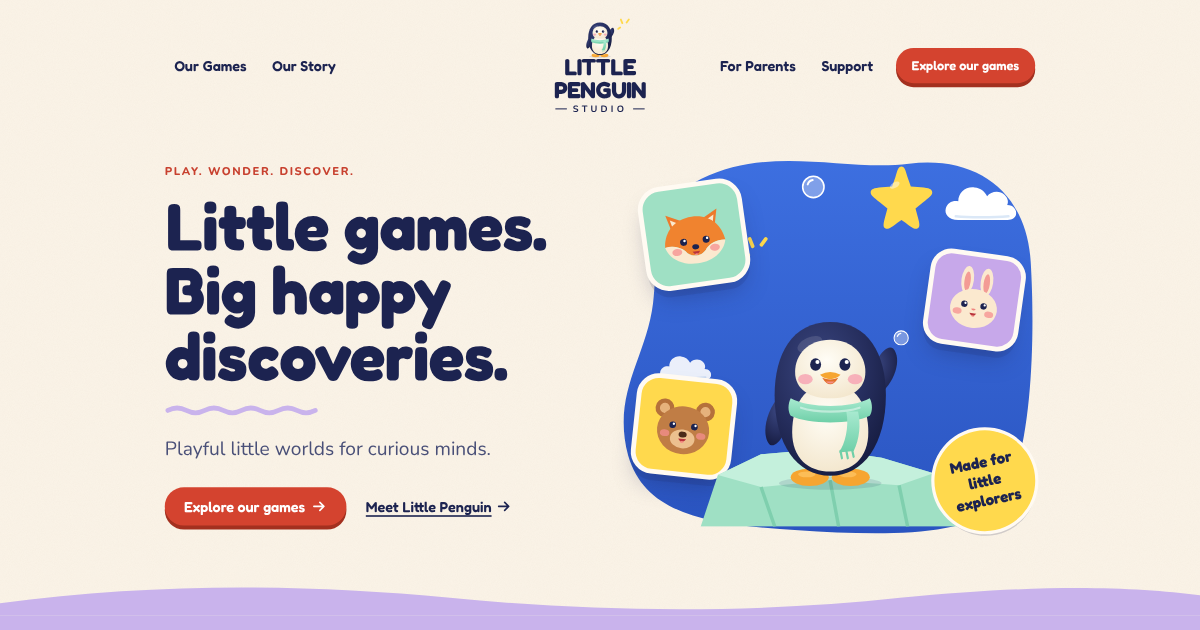 Our Games
Our Story
LITTLE
PENGUIN
STUDIO
For Parents
Support
Explore our games
PLAY. WONDER. DISCOVER.
Little games.
Big happy
discoveries.
Playful little worlds for curious minds.
Explore our games →
Meet Little Penguin →
Made for
little
explorers